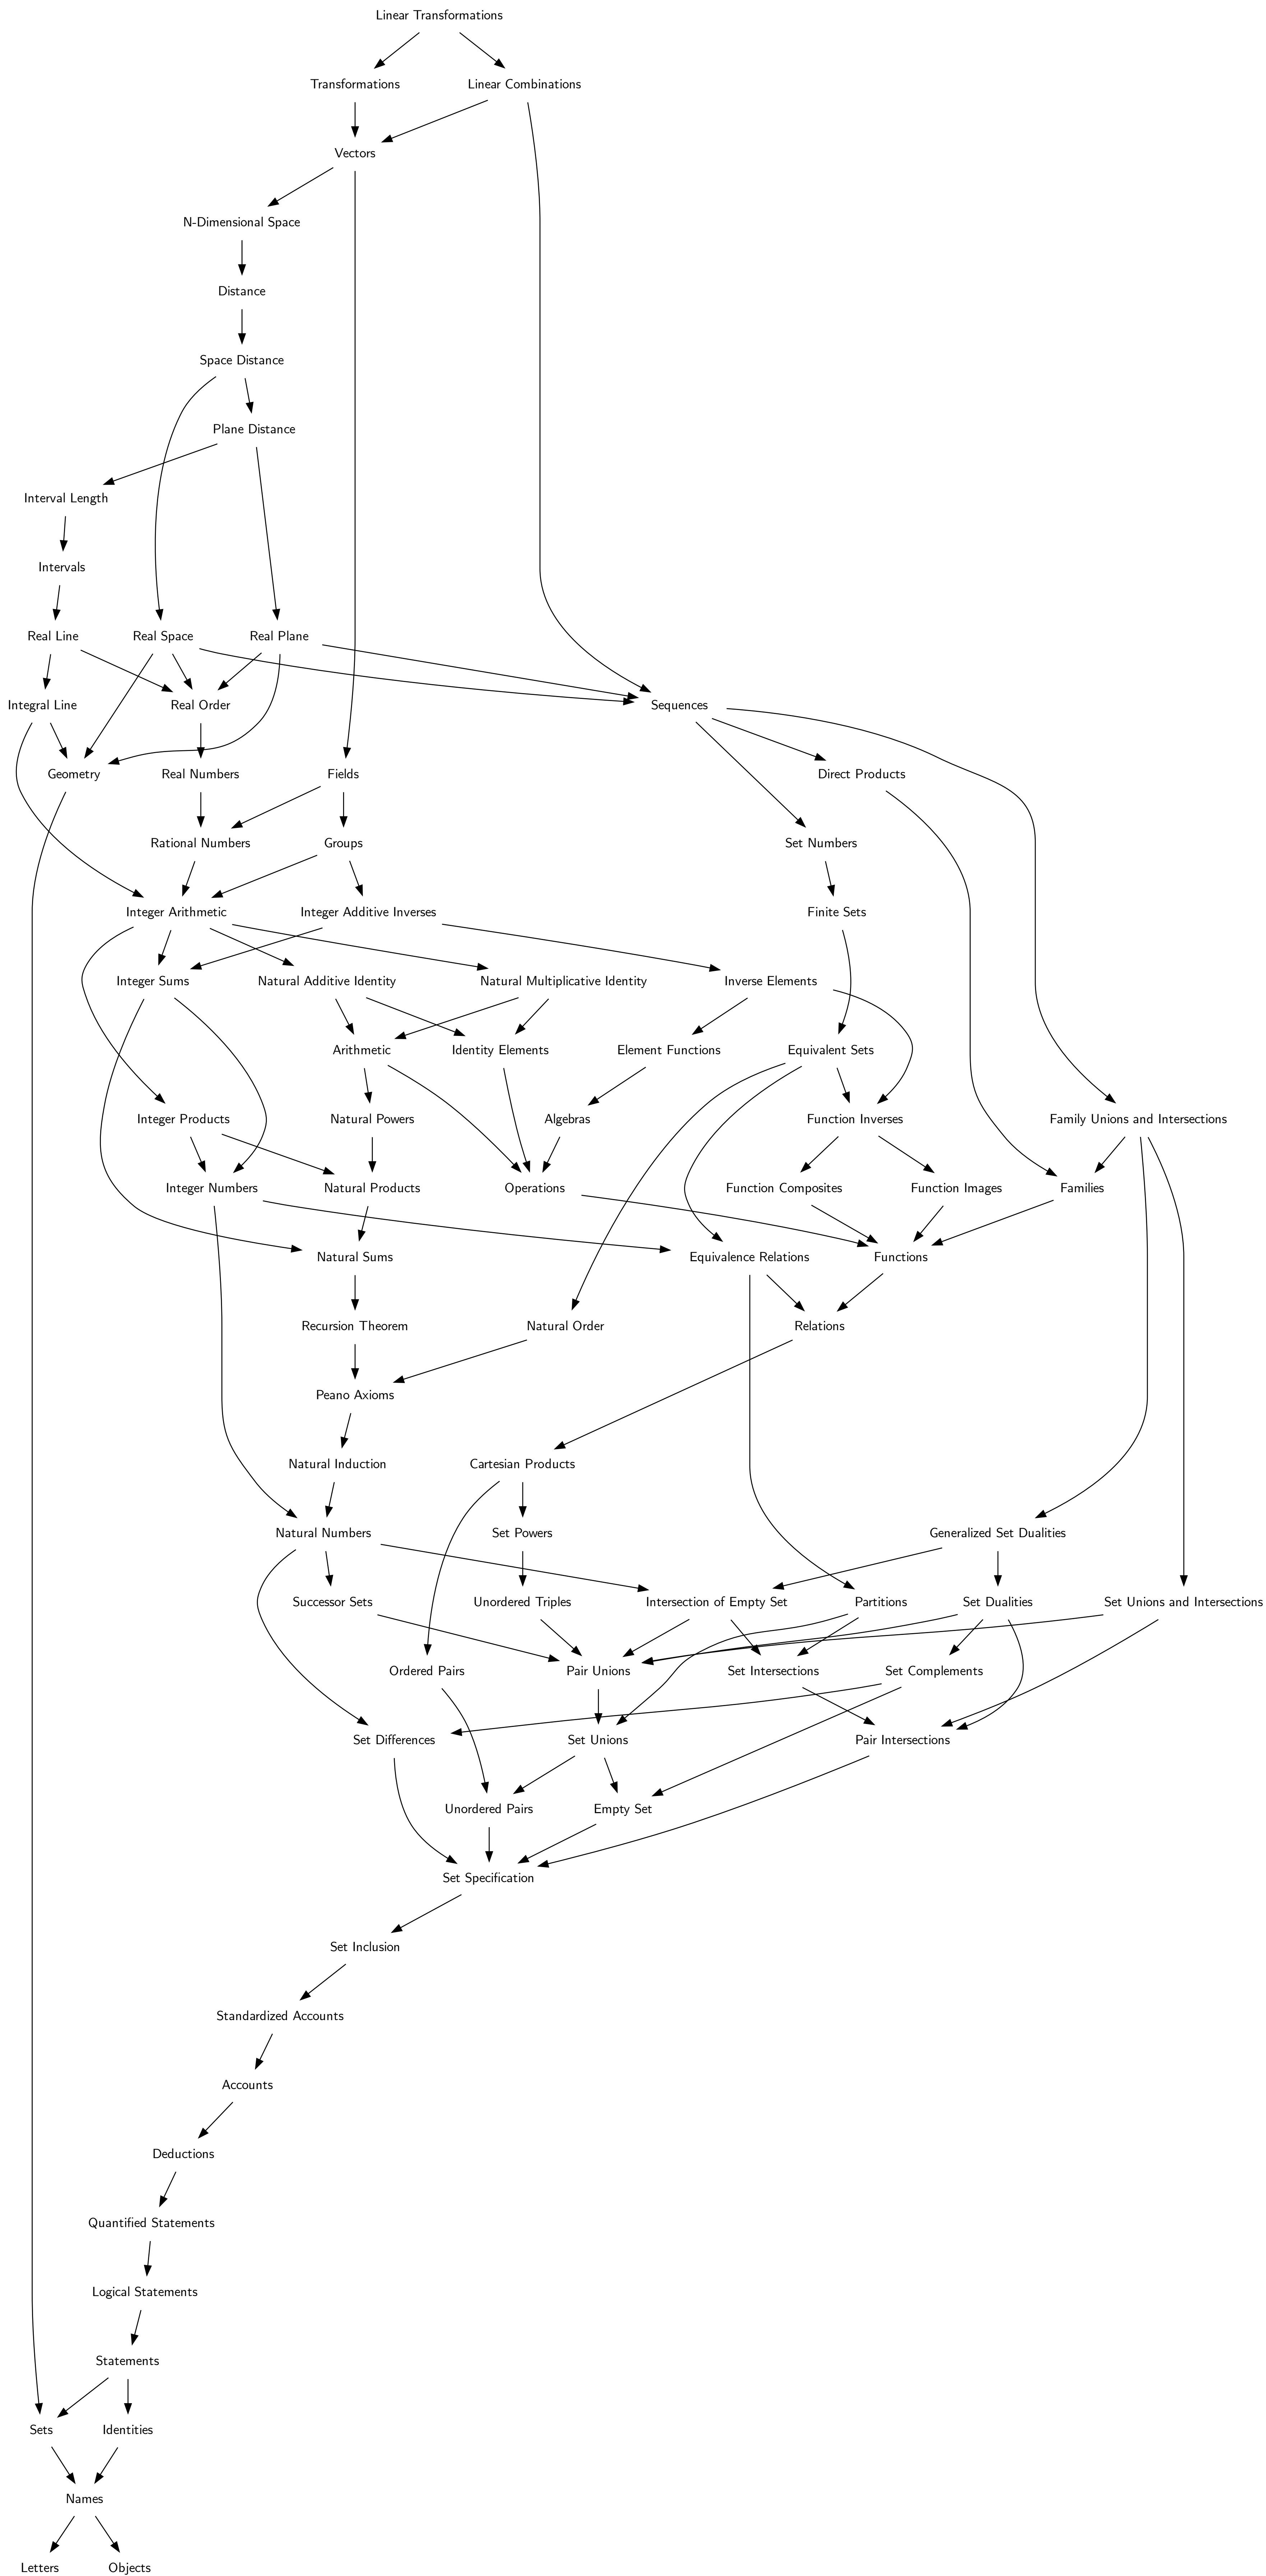 Linear Transformations
Transformations
Linear Combinations
Vectors
N-Dimensional Space
Distance
Space Distance
Plane Distance
Interval Length
Intervals
Real Line
Real Space
Real Plane
Integral Line
Real Order
Sequences
Geometry
Real Numbers
Fields
Direct Products
Rational Numbers
Groups
Set Numbers
Integer Arithmetic
Integer Additive Inverses
Finite Sets
Integer Sums
Natural Additive Identity
Natural Multiplicative Identity
Inverse Elements
Arithmetic
Identity Elements
Element Functions
Equivalent Sets
Integer Products
Natural Powers
Algebras
Function Inverses
Family Unions and Intersections
Integer Numbers
Natural Products
Operations
Function Composites
Function Images
Families
Natural Sums
Equivalence Relations
Functions
Recursion Theorem
Natural Order
Relations
Peano Axioms
Natural Induction
Cartesian Products
Natural Numbers
Set Powers
Generalized Set Dualities
Successor Sets
Unordered Triples
Intersection of Empty Set
Partitions
Set Dualities
Set Unions and Intersections
Ordered Pairs
Pair Unions
Set Intersections
Set Complements
Set Differences
Set Unions
Pair Intersections
Unordered Pairs
Empty Set
Set Specification
Set Inclusion
Standardized Accounts
Accounts
Deductions
Quantified Statements
Logical Statements
Statements
Sets
Identities
Names
Letters
Objects